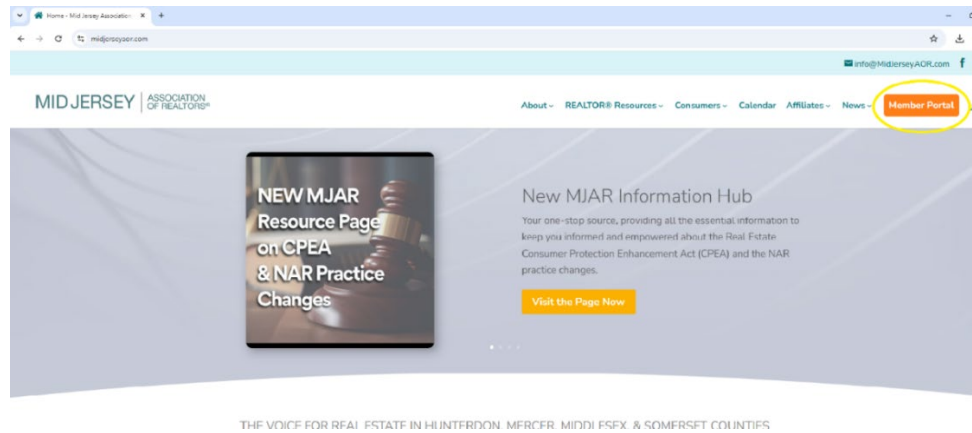 Home - Mid Jersey Association
midjerseyaor.com
info@MidJerseyAOR.com
MID JERSEY ASSOCIATION OF REALTORS®
About REALTOR® Resources Consumers Calendar Affiliates News Member Portal
NEW MJAR
Resource Page
on CPEA
& NAR Practice
Changes
New MJAR Information Hub
Your one-stop source, providing all the essential information to
keep you informed and empowered about the Real Estate
Consumer Protection Enhancement Act (CPEA) and the NAR
practice changes.
Visit the Page Now
THE VOICE FOR REAL ESTATE IN HUNTERDON, MERCER, MIDDLESEX, & SOMERSET COUNTIES